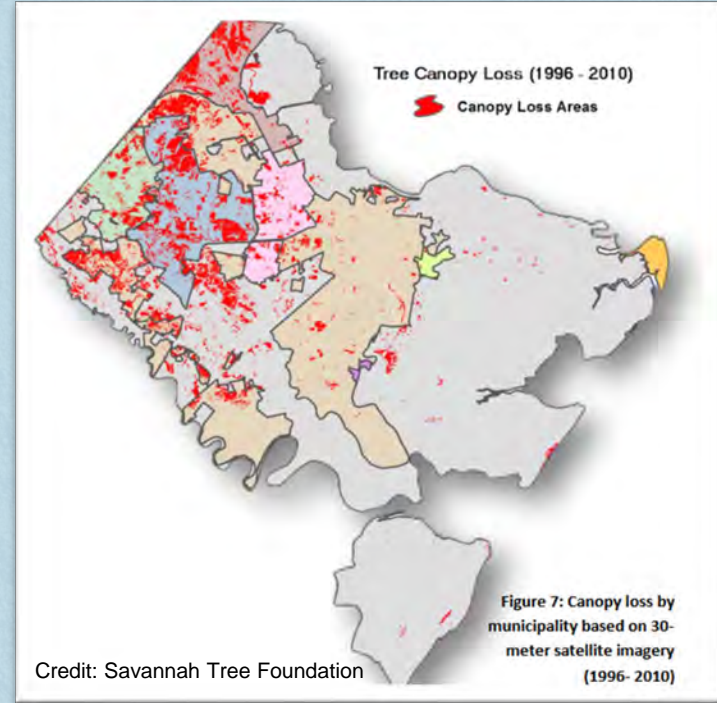 Tree Canopy Loss (1996 - 2010)
Canopy Loss Areas
Figure 7: Canopy loss by
municipality based on 30-
meter satellite imagery
(1996- 2010)
Credit: Savannah Tree Foundation